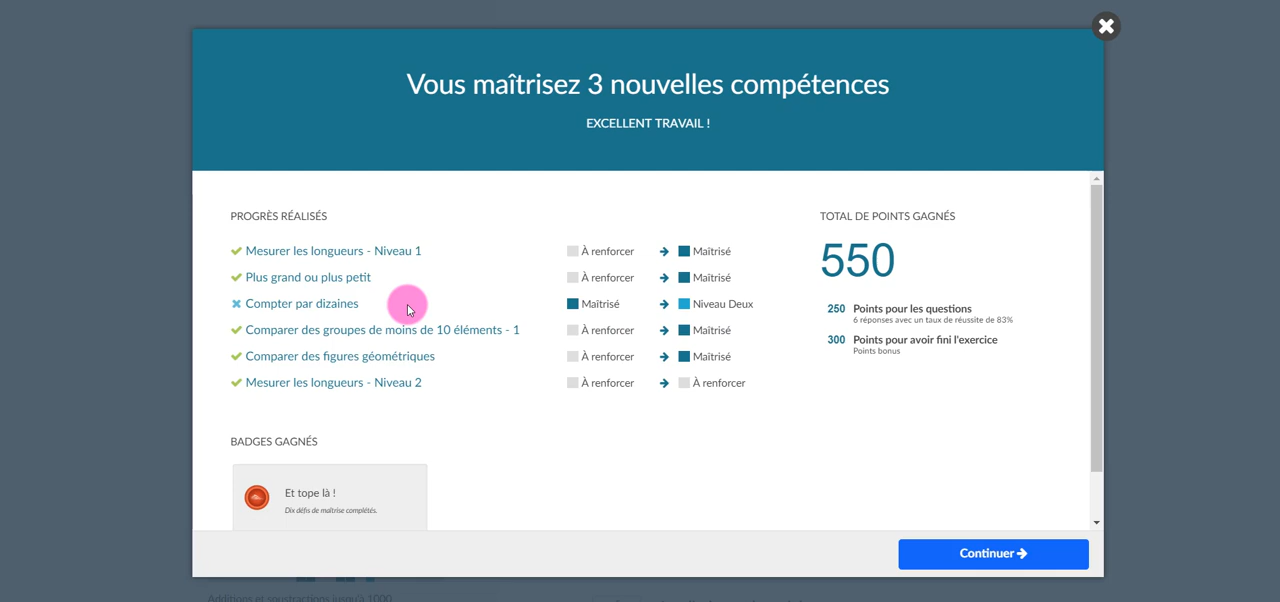 Vous maîtrisez 3 nouvelles compétences
EXCELLENT TRAVAIL !
PROGRÈS RÉALISÉS
Mesurer les longueurs - Niveau 1 À renforcer Maîtrisé
Plus grand ou plus petit À renforcer Maîtrisé
Compter par dizaines Maîtrisé Niveau Deux
Comparer des groupes de moins de 10 éléments - 1 À renforcer Maîtrisé
Comparer des figures géométriques À renforcer Maîtrisé
Mesurer les longueurs - Niveau 2 À renforcer À renforcer
TOTAL DE POINTS GAGNÉS
550
250 Points pour les questions
6 réponses avec un taux de réussite de 83%
300 Points pour avoir fini l'exercice
Points bonus
BADGES GAGNÉS
Et tope là !
Dix défis de maîtrise complétés.
Continuer
Additions et soustractions jusqu'à 1000